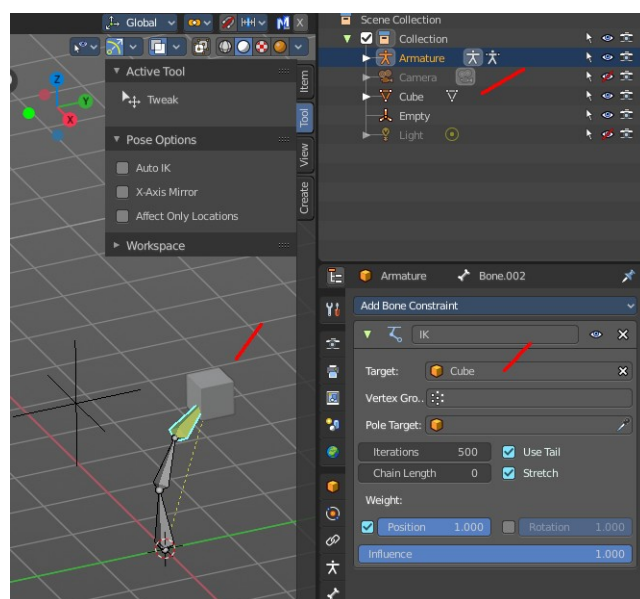 Global
Scene Collection
Collection
Armature
Camera
Cube
Empty
Light
Active Tool
Tweak
Pose Options
Auto IK
X-Axis Mirror
Affect Only Locations
Workspace
Item
Tool
View
Create
Z
Y
X
Armature Bone.002
Add Bone Constraint
IK
Target: Cube
Vertex Gro..
Pole Target:
Iterations 500 Use Tail
Chain Length 0 Stretch
Weight:
Position 1.000 Rotation 1.000
Influence 1.000